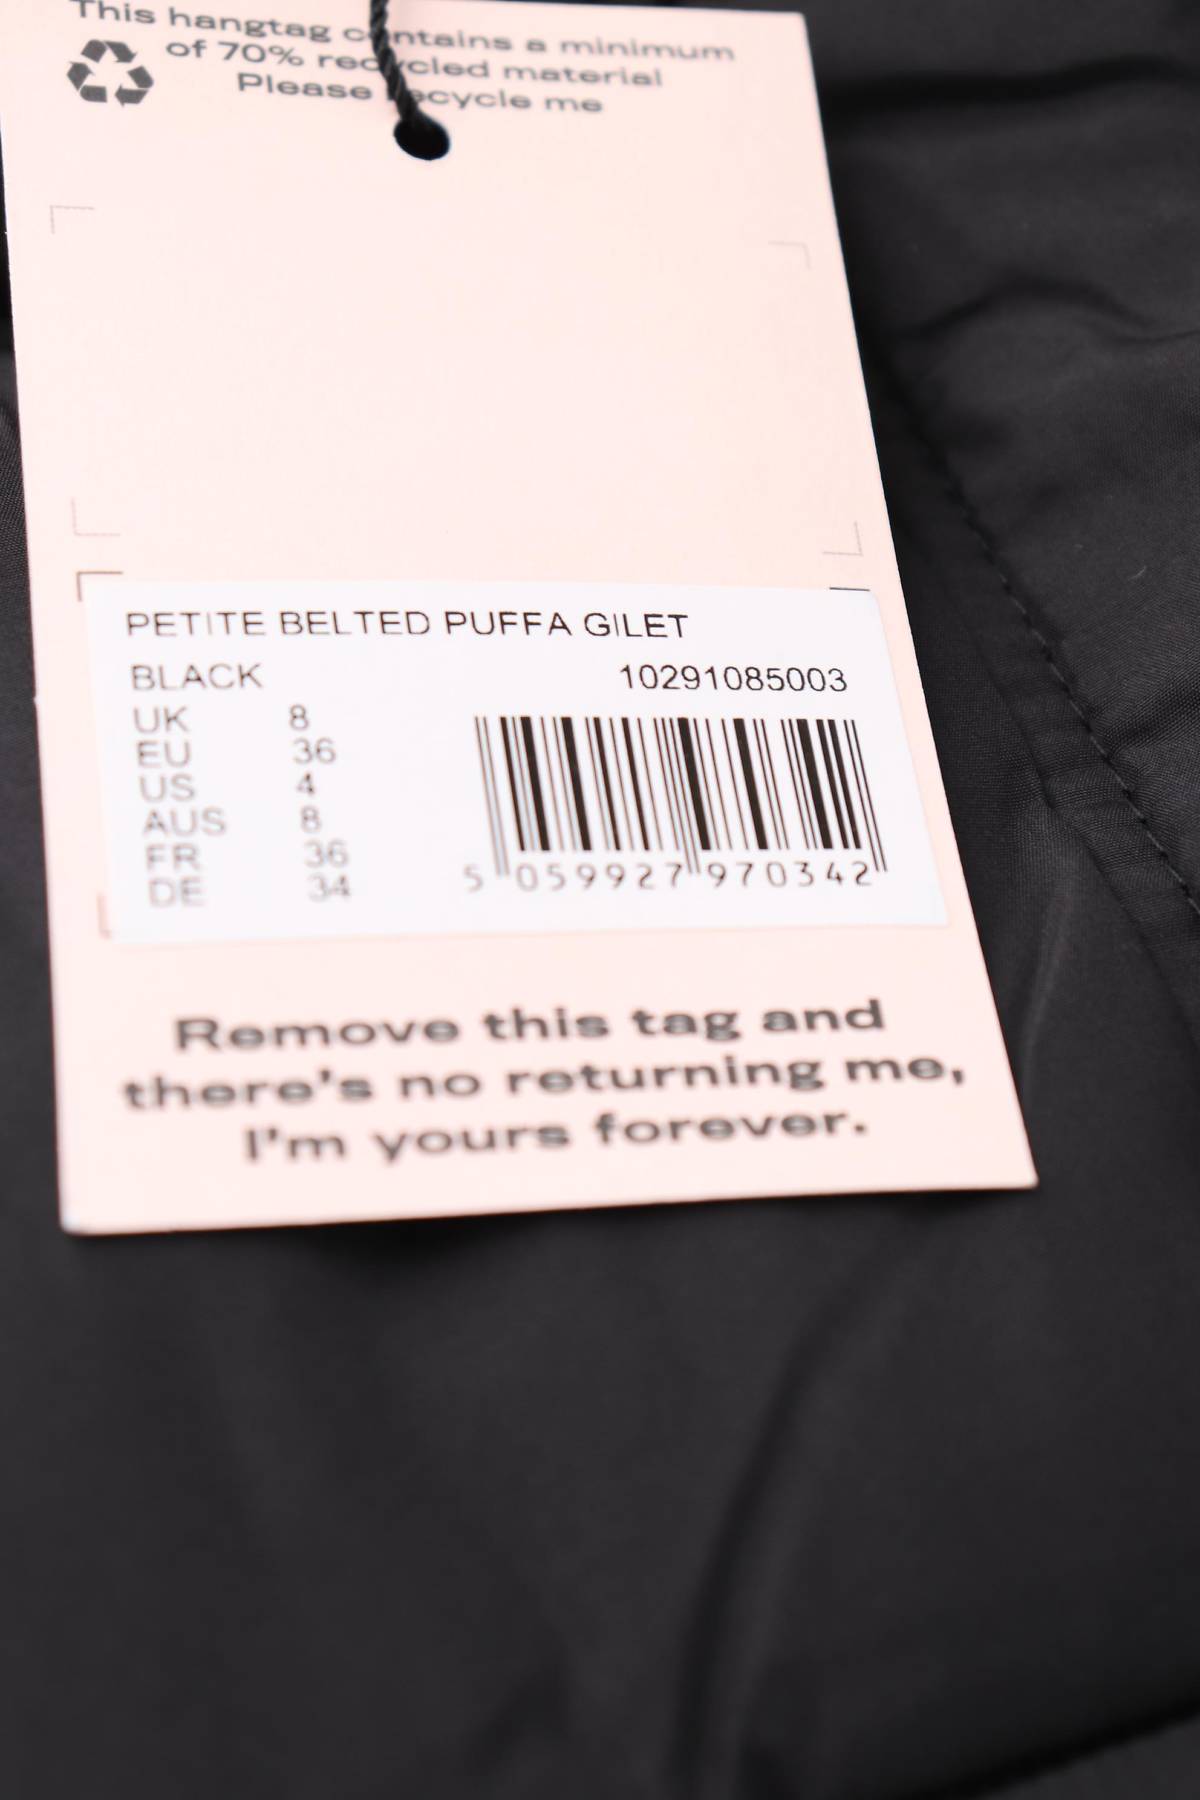 This hangtag contains a minimum
of 70% recycled material
Please recycle me
PETITE BELTED PUFFA GILET
BLACK 10291085003
UK 8
EU 36
US 4
AUS 8
FR 36
DE 34
5 059927 970342
Remove this tag and
there's no returning me,
I'm yours forever.